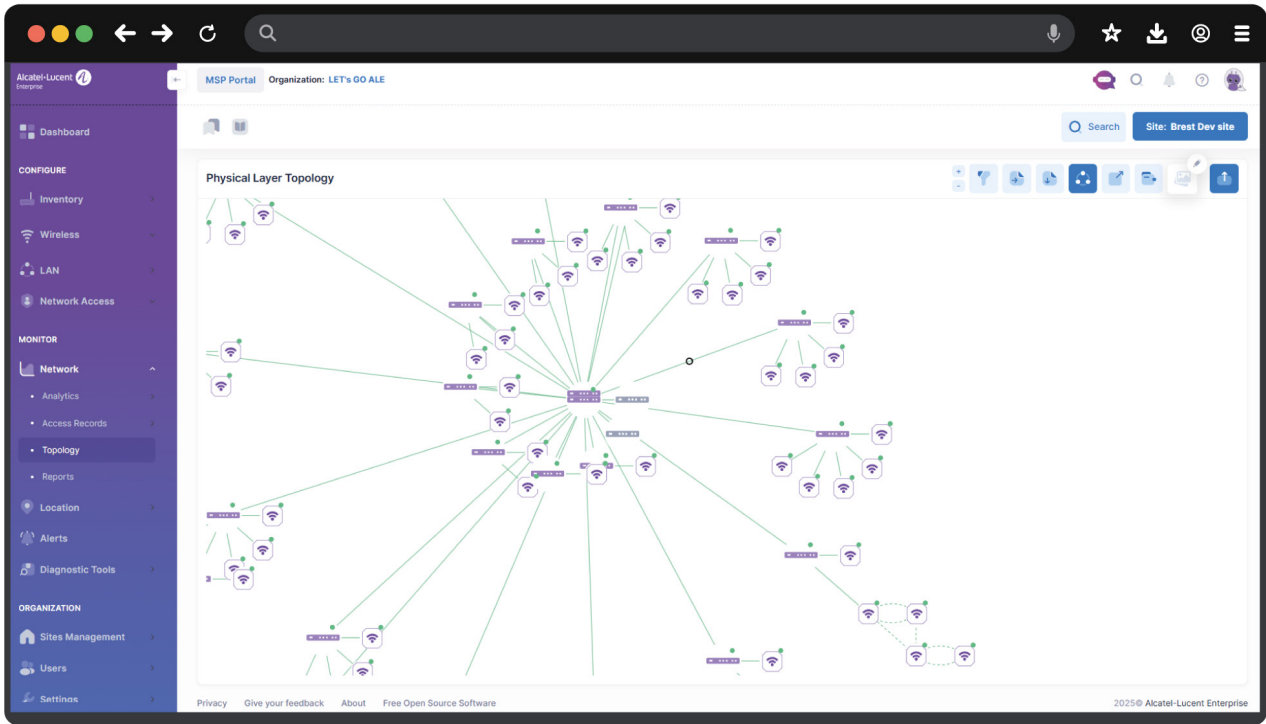 Alcatel·Lucent
Enterprise
MSP Portal
Organization: LET's GO ALE
Dashboard
CONFIGURE
Inventory
Wireless
LAN
Network Access
MONITOR
Network
Analytics
Access Records
Topology
Reports
Location
Alerts
Diagnostic Tools
ORGANIZATION
Sites Management
Users
Settings
Search
Site: Brest Dev site
Physical Layer Topology
Privacy
Give your feedback
About
Free Open Source Software
2025© Alcatel-Lucent Enterprise